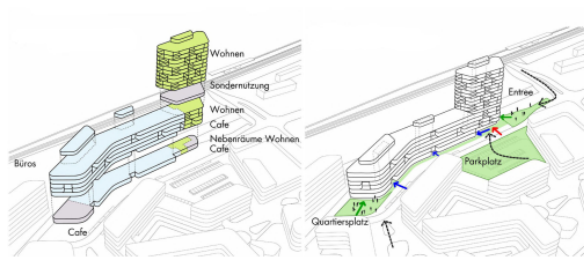 Wohnen
Sondernutzung
Wohnen
Cafe
Nebenräume Wohnen
Cafe
Büros
Cafe
Entree
Parkplatz
Quartiersplatz